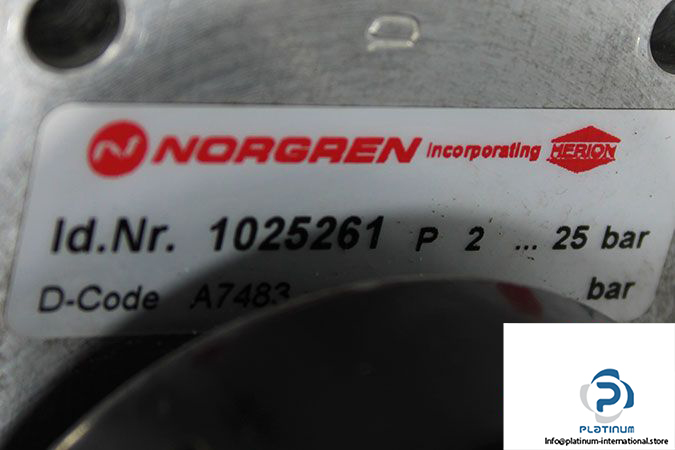 NORGREN incorporating HERION
Id.Nr. 1025261 P 2 ... 25 bar
D-Code A7483 bar
PLATINUM
Info@platinum-international.store